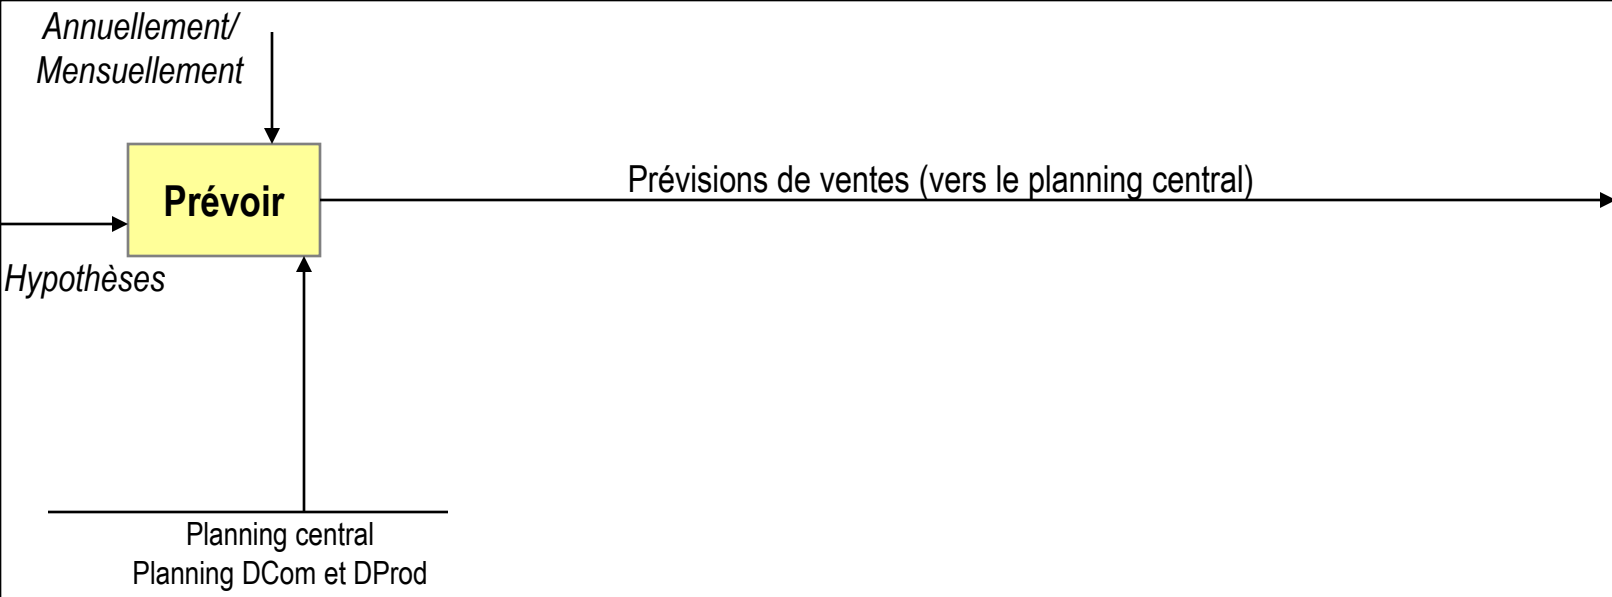 Annuellement/
Mensuellement
Prévisions de ventes (vers le planning central)
Prévoir
Hypothèses
Planning central
Planning DCom et DProd